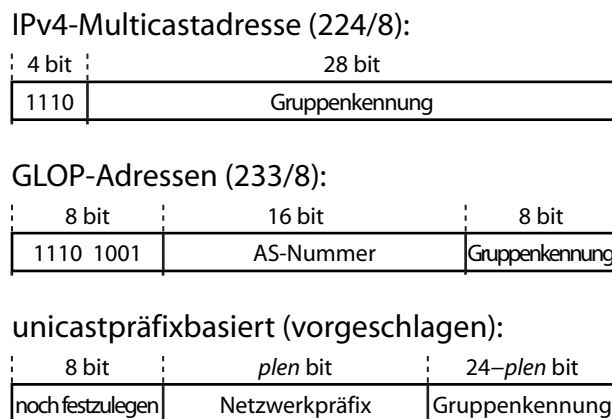 IPv4-Multicastadresse (224/8):
4 bit 28 bit
1110 Gruppenkennung
GLOP-Adressen (233/8):
8 bit 16 bit 8 bit
1110 1001 AS-Nummer Gruppenkennung
unicastpräfixbasiert (vorgeschlagen):
8 bit plen bit 24–plen bit
noch festzulegen Netzwerkpräfix Gruppenkennung